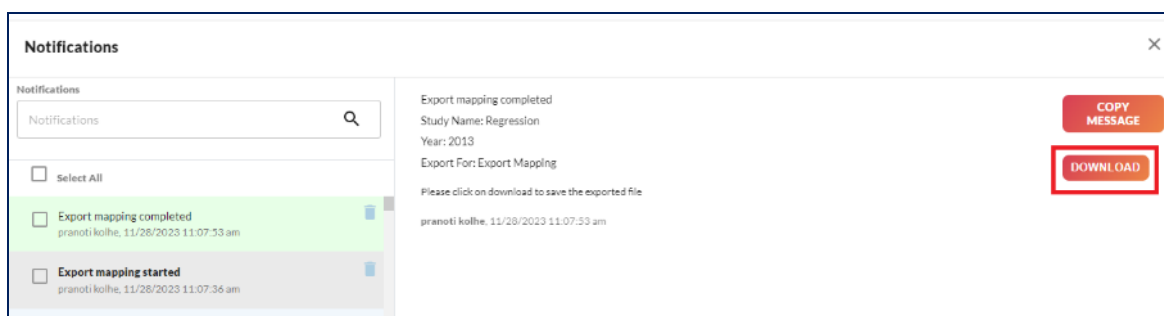 Notifications
Notifications
Notifications
Select All
Export mapping completed
pranoti kolhe, 11/28/2023 11:07:53 am
Export mapping started
pranoti kolhe, 11/28/2023 11:07:36 am
Export mapping completed
Study Name: Regression
Year: 2013
Export For: Export Mapping
Please click on download to save the exported file
pranoti kolhe, 11/28/2023 11:07:53 am
COPY
MESSAGE
DOWNLOAD